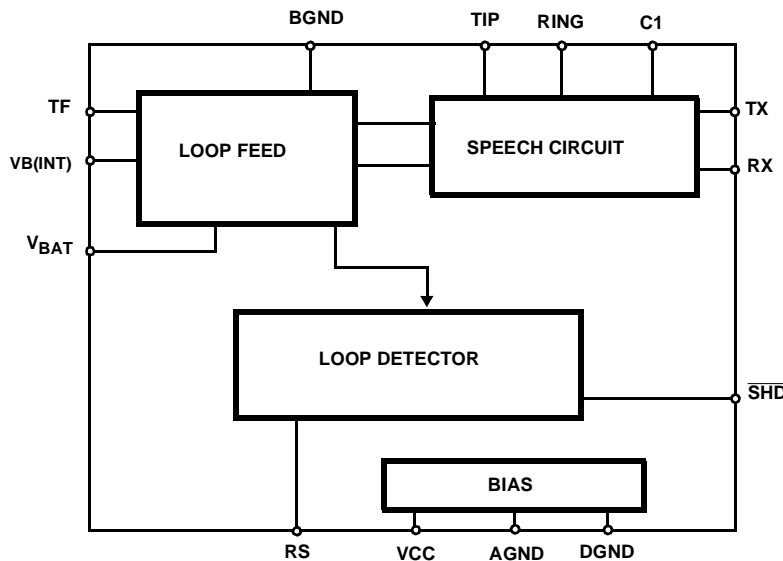 BGND
TIP
RING
C1
TF
TX
LOOP FEED
SPEECH CIRCUIT
VB(INT)
RX
VBAT
LOOP DETECTOR
S̅H̅D̅
BIAS
RS
VCC
AGND
DGND